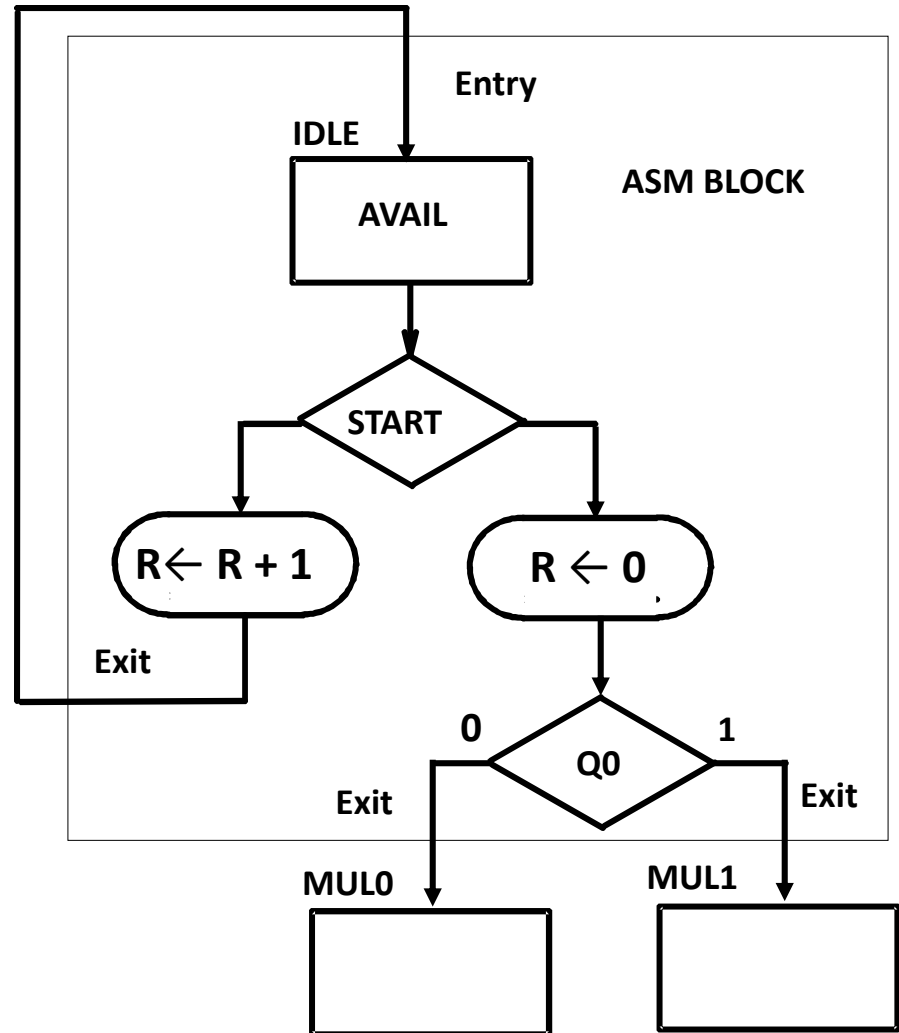 Entry
IDLE
ASM BLOCK
AVAIL
START
R← R + 1
R ← 0
Exit
0
1
Q0
Exit
Exit
MUL0
MUL1